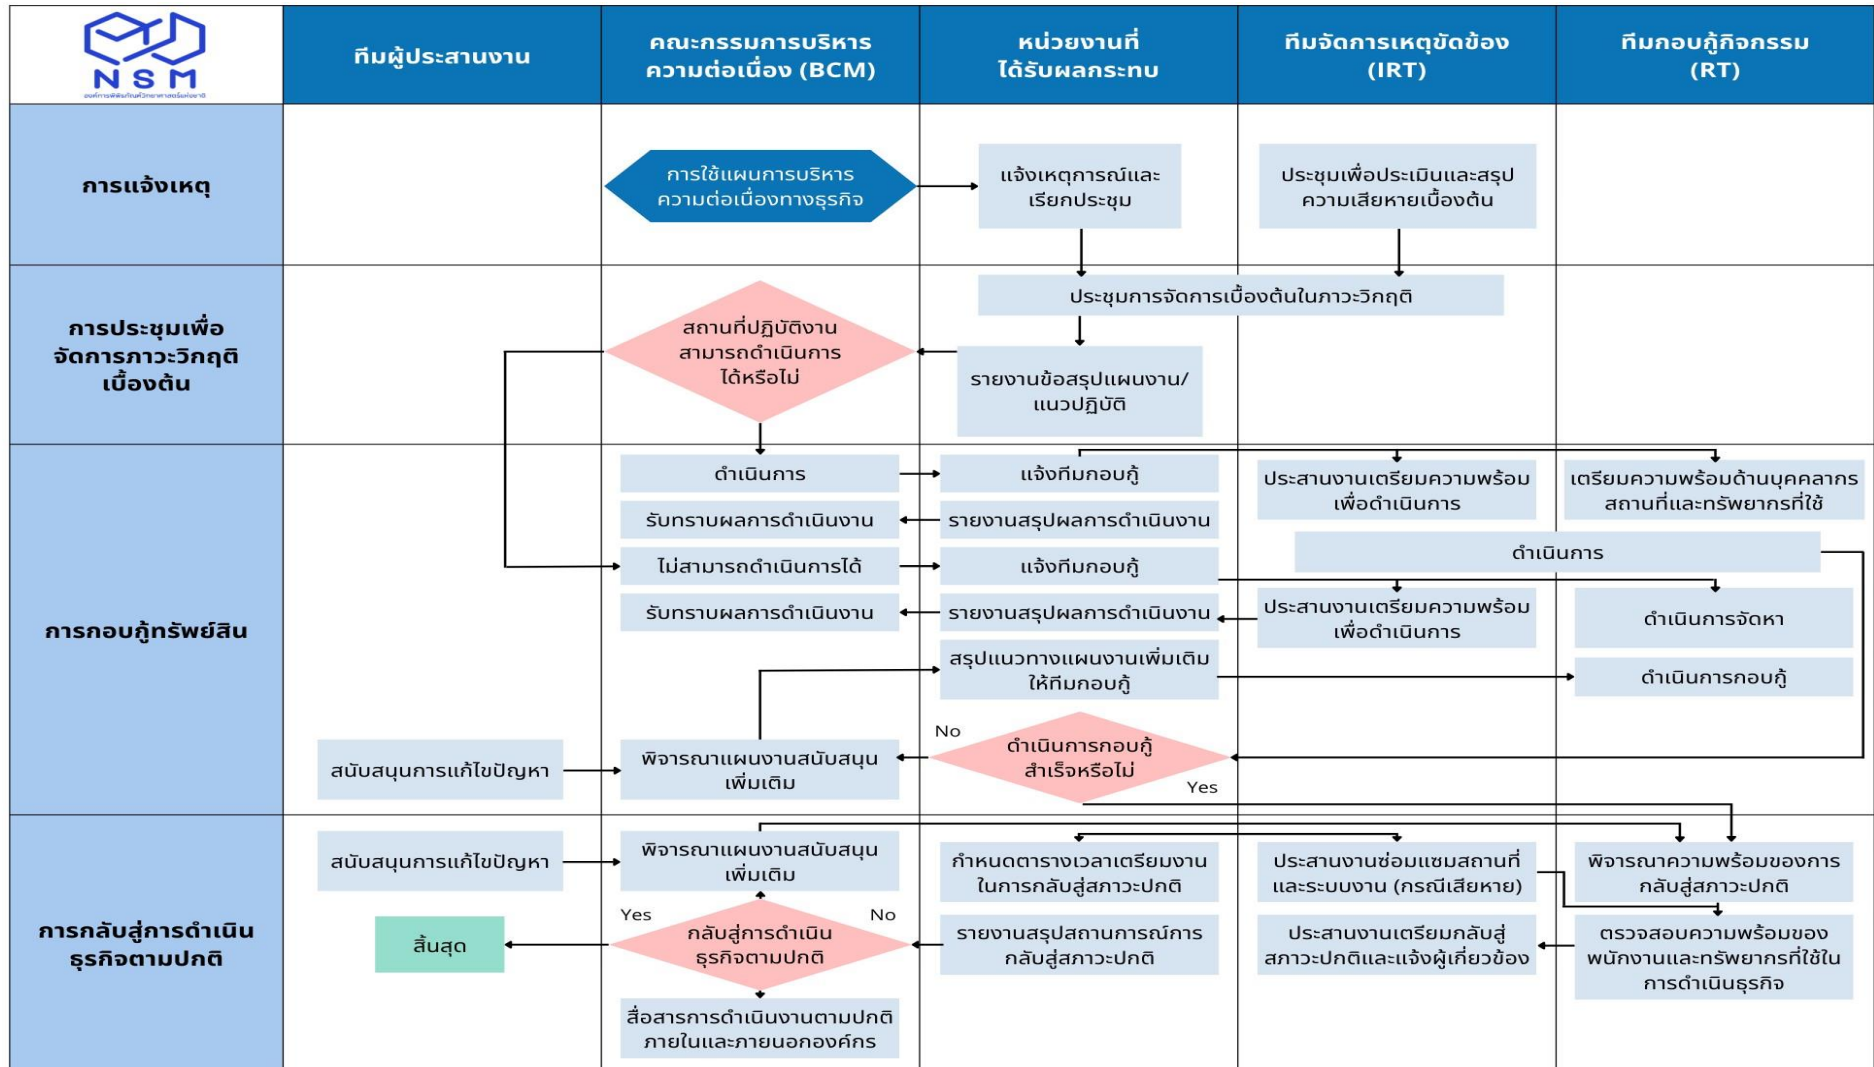 NSM
องค์การพิพิธภัณฑ์วิทยาศาสตร์แห่งชาติ
ทีมผู้ประสานงาน
คณะกรรมการบริหาร
ความต่อเนื่อง (BCM)
หน่วยงานที่
ได้รับผลกระทบ
ทีมจัดการเหตุขัดข้อง
(IRT)
ทีมกอบกู้กิจกรรม
(RT)
การแจ้งเหตุ
การใช้แผนการบริหาร
ความต่อเนื่องทางธุรกิจ
แจ้งเหตุการณ์และ
เรียกประชุม
ประชุมเพื่อประเมินและสรุป
ความเสียหายเบื้องต้น
การประชุมเพื่อ
จัดการภาวะวิกฤติ
เบื้องต้น
สถานที่ปฏิบัติงาน
สามารถดำเนินการ
ได้หรือไม่
ประชุมการจัดการเบื้องต้นในภาวะวิกฤติ
รายงานข้อสรุปแผนงาน/
แนวปฏิบัติ
การกอบกู้ทรัพย์สิน
ดำเนินการ
แจ้งทีมกอบกู้
ประสานงานเตรียมความพร้อม
เพื่อดำเนินการ
เตรียมความพร้อมด้านบุคคลากร
สถานที่และทรัพยากรที่ใช้
รับทราบผลการดำเนินงาน
รายงานสรุปผลการดำเนินงาน
ดำเนินการ
ไม่สามารถดำเนินการได้
แจ้งทีมกอบกู้
รับทราบผลการดำเนินงาน
รายงานสรุปผลการดำเนินงาน
ประสานงานเตรียมความพร้อม
เพื่อดำเนินการ
ดำเนินการจัดหา
สรุปแนวทางแผนงานเพิ่มเติม
ให้ทีมกอบกู้
ดำเนินการกอบกู้
สนับสนุนการแก้ไขปัญหา
พิจารณาแผนงานสนับสนุน
เพิ่มเติม
No
ดำเนินการกอบกู้
สำเร็จหรือไม่
Yes
การกลับสู่การดำเนิน
ธุรกิจตามปกติ
สนับสนุนการแก้ไขปัญหา
พิจารณาแผนงานสนับสนุน
เพิ่มเติม
กำหนดตารางเวลาเตรียมงาน
ในการกลับสู่สภาวะปกติ
ประสานงานซ่อมแซมสถานที่
และระบบงาน (กรณีเสียหาย)
พิจารณาความพร้อมของการ
กลับสู่สภาวะปกติ
สิ้นสุด
Yes
กลับสู่การดำเนิน
ธุรกิจตามปกติ
No
รายงานสรุปสถานการณ์การ
กลับสู่สภาวะปกติ
ประสานงานเตรียมกลับสู่
สภาวะปกติและแจ้งผู้เกี่ยวข้อง
ตรวจสอบความพร้อมของ
พนักงานและทรัพยากรที่ใช้ใน
การดำเนินธุรกิจ
สื่อสารการดำเนินงานตามปกติ
ภายในและภายนอกองค์กร